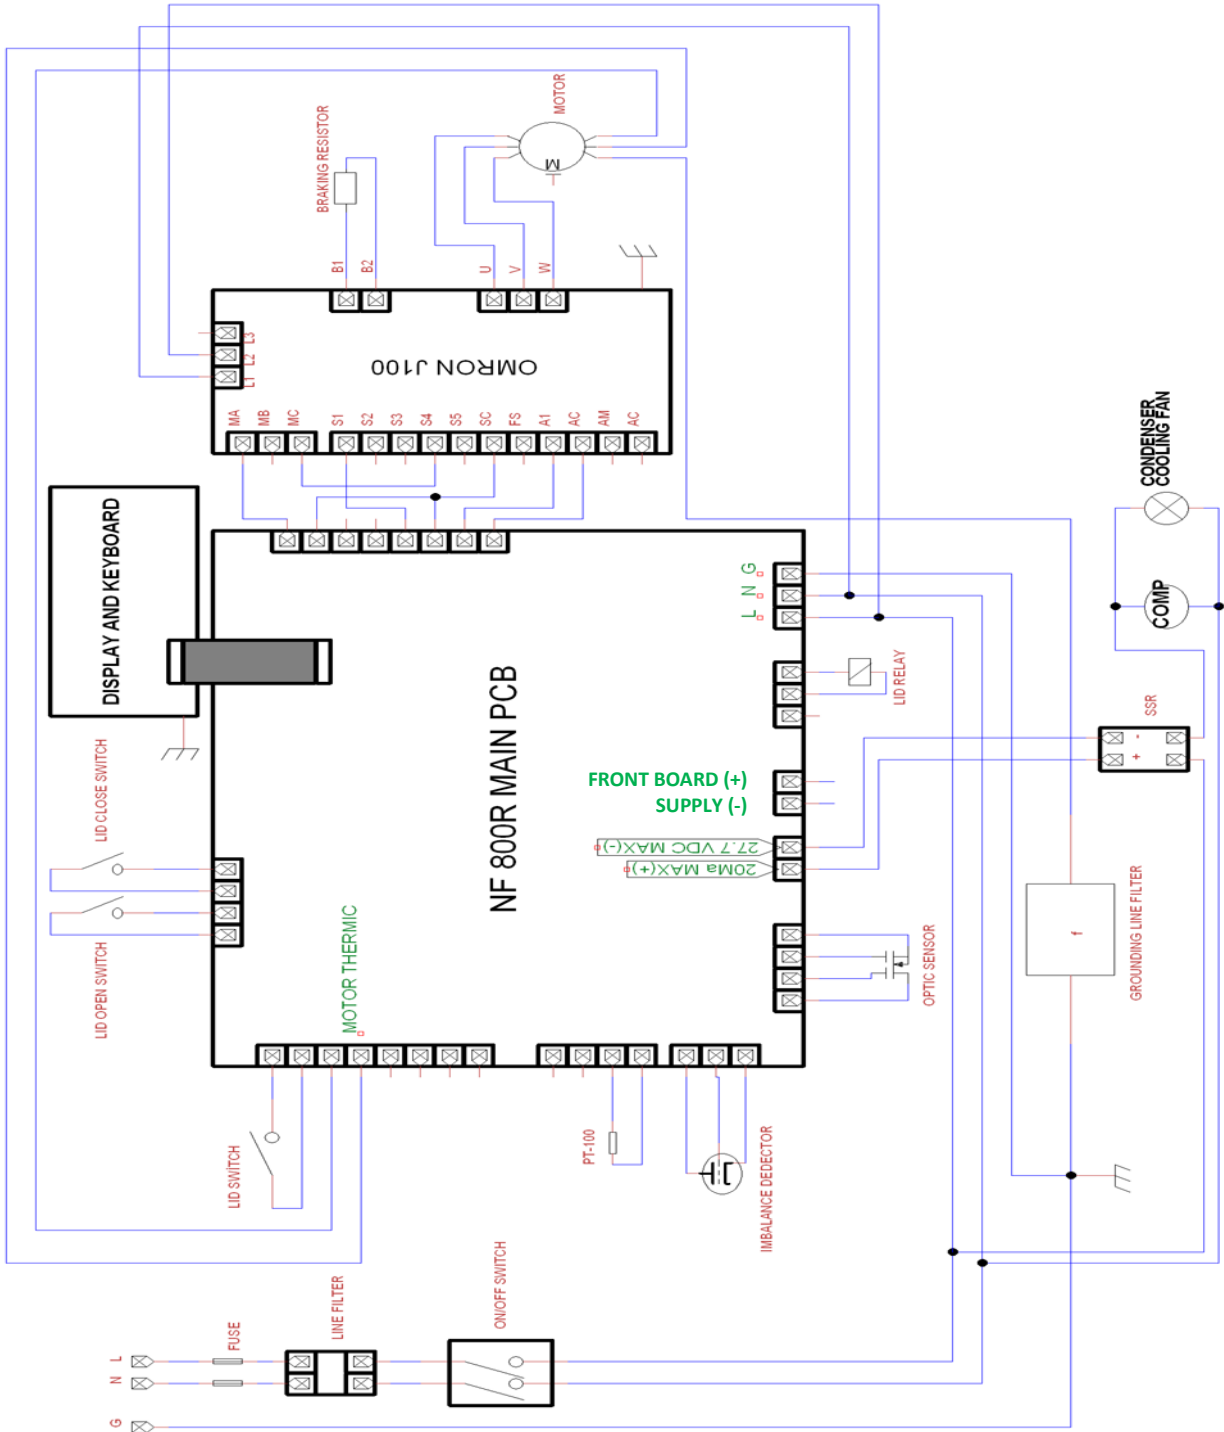 MOTOR
BRAKING RESISTOR
M
B1
B2
U
V
W
L3
L2
L1
OMRON J100
MA
MB
MC
S1
S2
S3
S4
S5
SC
FS
A1
AC
AM
AC
CONDENSER
COOLING FAN
DISPLAY AND KEYBOARD
L N G
COMP
LID RELAY
SSR
-
+
NF 800R MAIN PCB
FRONT BOARD (+)
SUPPLY (-)
27.7 VDC MAX(-)
20Ma MAX(+)
LID CLOSE SWITCH
LID OPEN SWITCH
MOTOR THERMIC
OPTIC SENSOR
f
GROUNDING LINE FILTER
LID SWITCH
PT-100
IMBALANCE DEDECTOR
ON/OFF SWITCH
LINE FILTER
FUSE
L
N
G